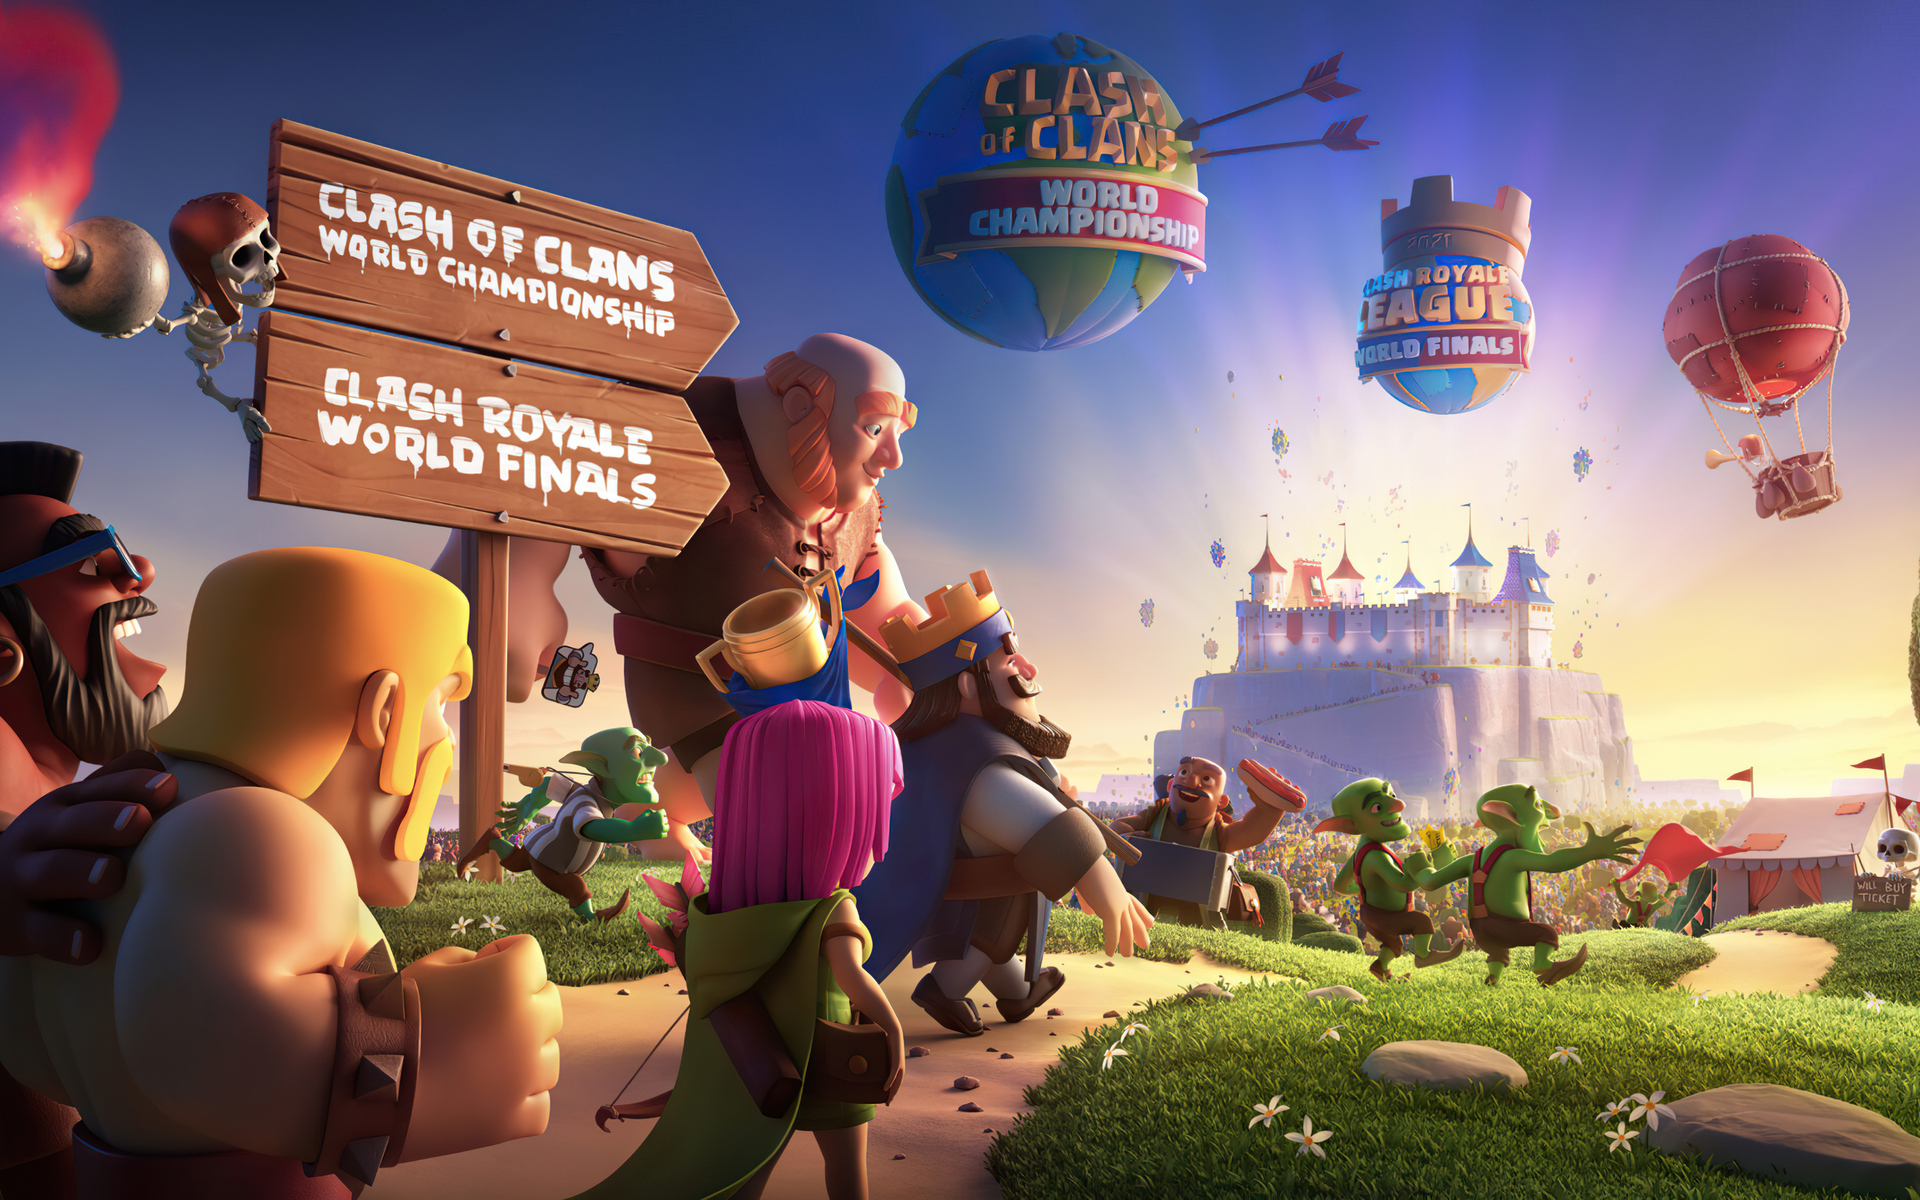 CLASH OF CLANS
WORLD CHAMPIONSHIP
CLASH ROYALE
WORLD FINALS
CLASH
OF CLANS
WORLD
CHAMPIONSHIP
2021
CLASH ROYALE
LEAGUE
WORLD FINALS
WILL BUY
TICKET